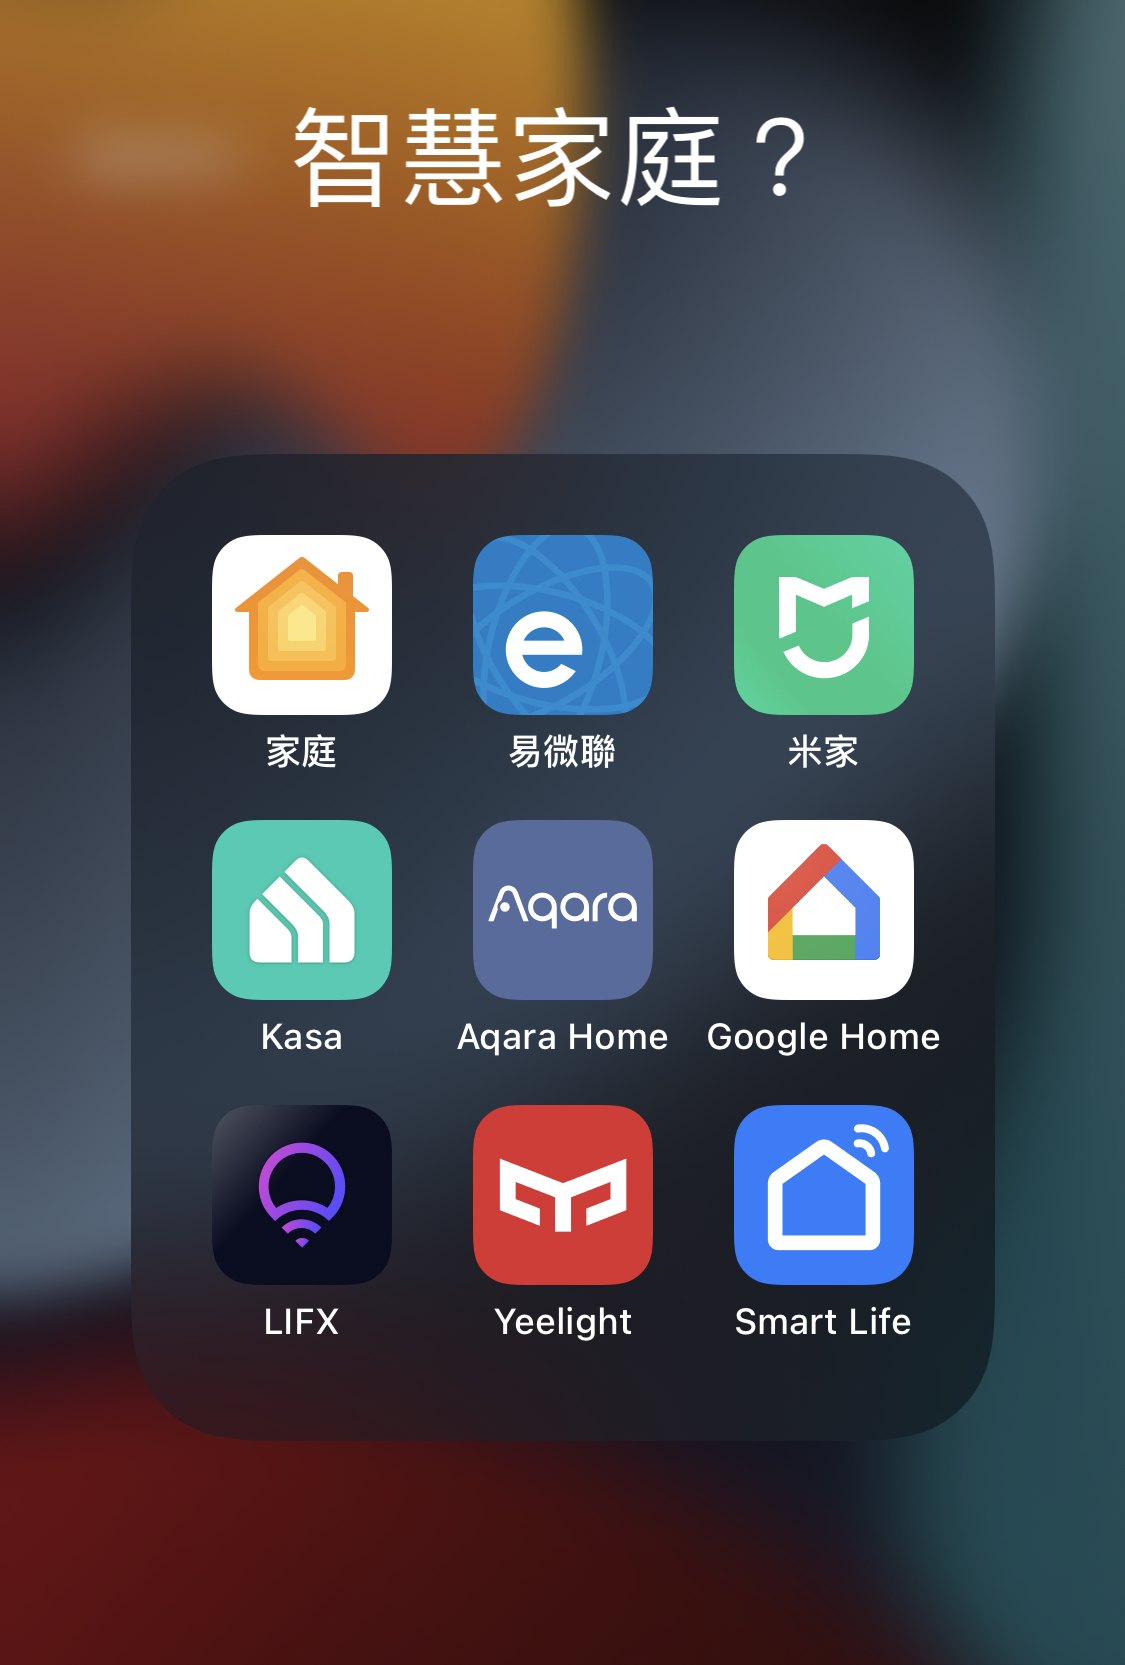 智慧家庭？
家庭
易微聯
米家
Aqara
Kasa
Aqara Home
Google Home
LIFX
Yeelight
Smart Life